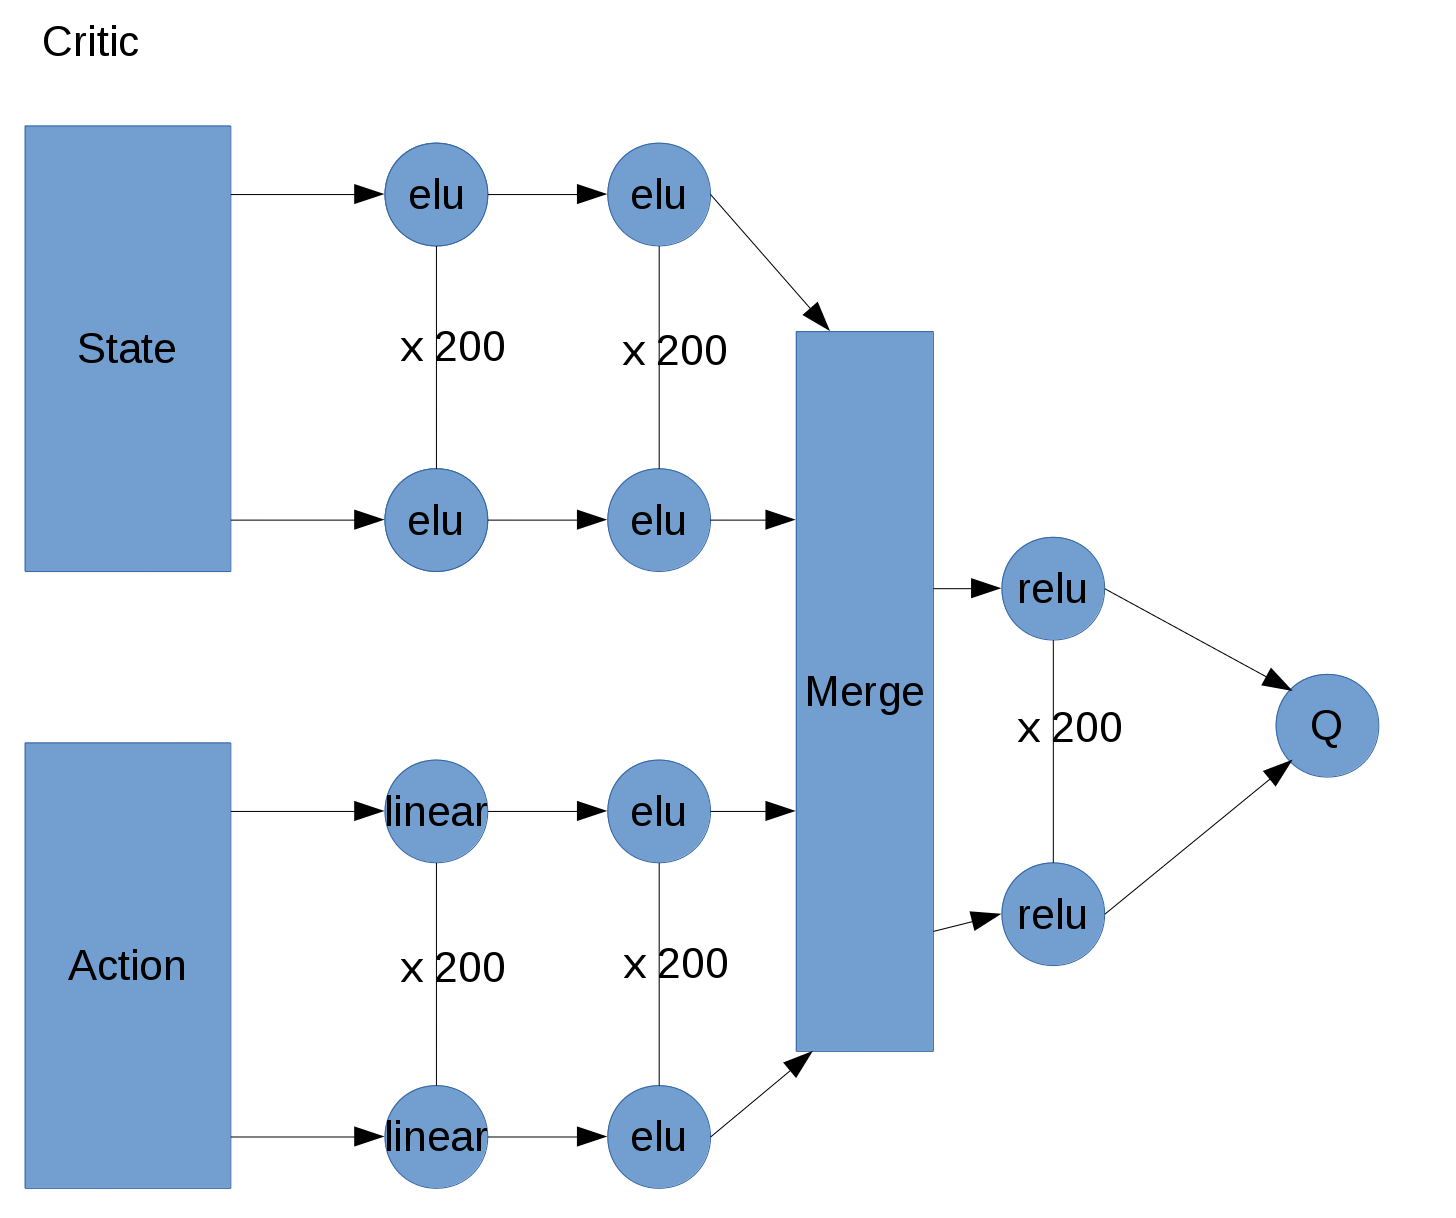 Critic
State
elu
elu
x 200
x 200
elu
elu
Action
linear
elu
x 200
x 200
linear
elu
Merge
relu
x 200
relu
Q